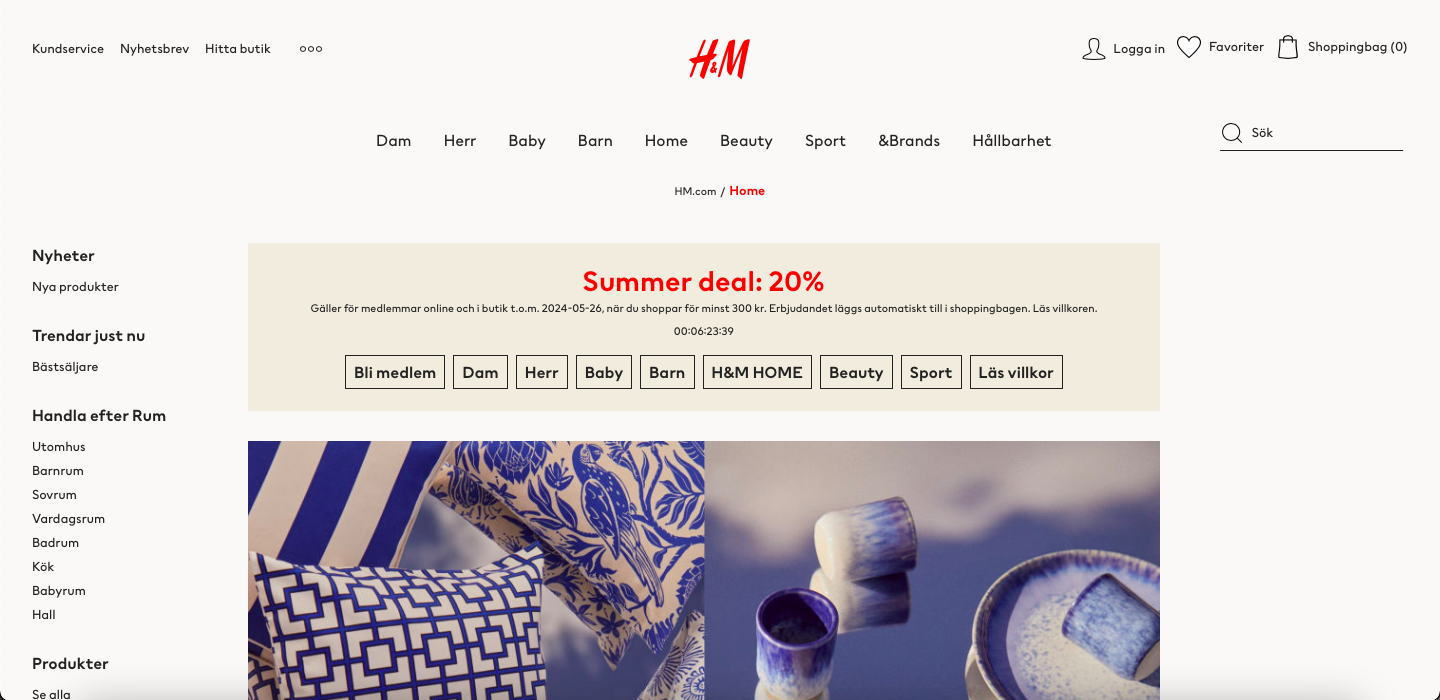 Kundservice Nyhetsbrev Hitta butik
H&M
Logga in Favoriter Shoppingbag (0)
Dam Herr Baby Barn Home Beauty Sport &Brands Hållbarhet
Sök
HM.com / Home
Nyheter
Nya produkter
Trendar just nu
Bästsäljare
Handla efter Rum
Utomhus
Barnrum
Sovrum
Vardagsrum
Badrum
Kök
Babyrum
Hall
Produkter
Se alla
Summer deal: 20%
Gäller för medlemmar online och i butik t.o.m. 2024-05-26, när du shoppar för minst 300 kr. Erbjudandet läggs automatiskt till i shoppingbagen. Läs villkoren.
00:06:23:39
Bli medlem Dam Herr Baby Barn H&M HOME Beauty Sport Läs villkor